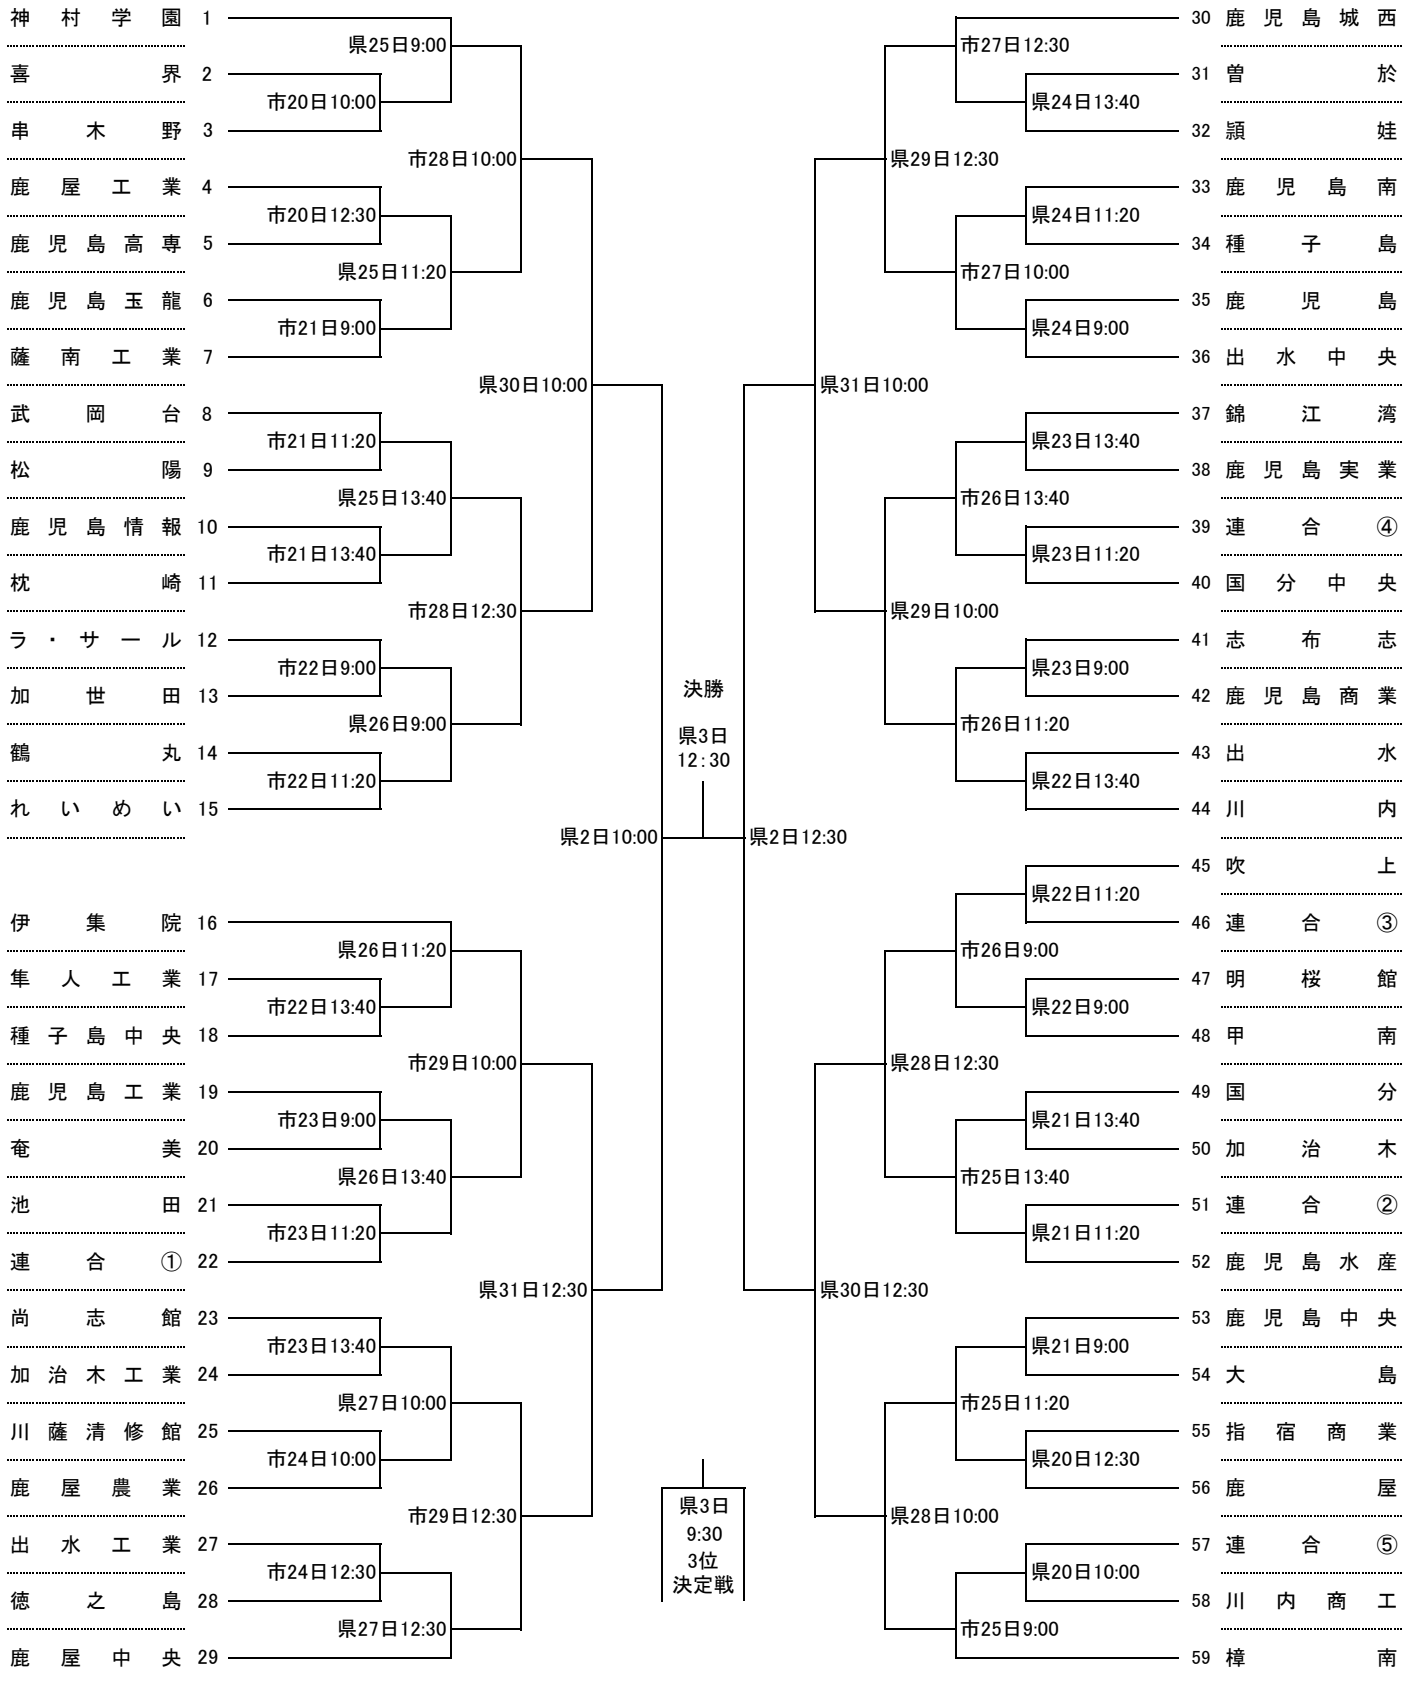 神村学園 1
県25日9:00
喜界 2
市20日10:00
串木野 3
市28日10:00
鹿屋工業 4
市20日12:30
鹿児島高専 5
県25日11:20
鹿児島玉龍 6
市21日9:00
薩南工業 7
県30日10:00
武岡台 8
市21日11:20
松陽 9
県25日13:40
鹿児島情報 10
市21日13:40
枕崎 11
市28日12:30
ラ・サール 12
市22日9:00
加世田 13
県26日9:00
鶴丸 14
市22日11:20
れいめい 15
県2日10:00
伊集院 16
県26日11:20
隼人工業 17
市22日13:40
種子島中央 18
市29日10:00
鹿児島工業 19
市23日9:00
奄美 20
県26日13:40
池田 21
市23日11:20
連合① 22
県31日12:30
尚志館 23
市23日13:40
加治木工業 24
県27日10:00
川薩清修館 25
市24日10:00
鹿屋農業 26
市29日12:30
出水工業 27
市24日12:30
徳之島 28
県27日12:30
鹿屋中央 29
決勝
県3日
12:30
県3日
9:30
3位
決定戦
30 鹿児島城西
市27日12:30
31 曽於
県24日13:40
32 頴娃
県29日12:30
33 鹿児島南
県24日11:20
34 種子島
市27日10:00
35 鹿児島
県24日9:00
36 出水中央
県31日10:00
37 錦江湾
県23日13:40
38 鹿児島実業
市26日13:40
39 連合④
県23日11:20
40 国分中央
県29日10:00
41 志布志
県23日9:00
42 鹿児島商業
市26日11:20
43 出水
県22日13:40
44 川内
県2日12:30
45 吹上
県22日11:20
46 連合③
市26日9:00
47 明桜館
県22日9:00
48 甲南
県28日12:30
49 国分
県21日13:40
50 加治木
市25日13:40
51 連合②
県21日11:20
52 鹿児島水産
県30日12:30
53 鹿児島中央
県21日9:00
54 大島
市25日11:20
55 指宿商業
県20日12:30
56 鹿屋
県28日10:00
57 連合⑤
県20日10:00
58 川内商工
市25日9:00
59 樟南